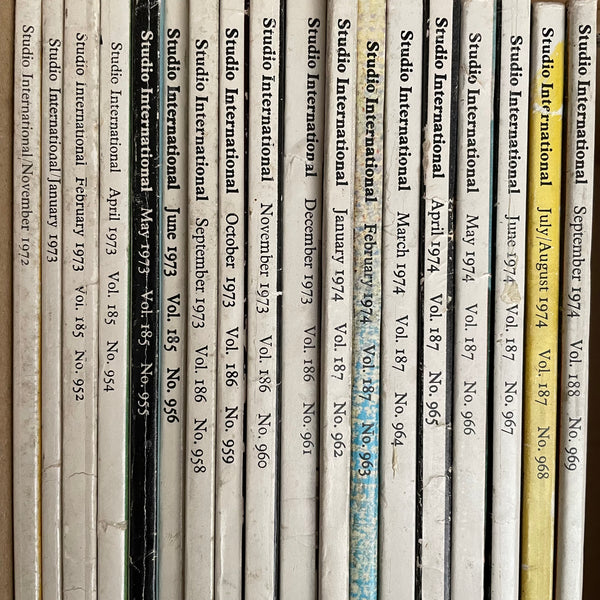 Studio International/November 1972
Studio International/January 1973
Studio International February 1973 Vol. 185 No. 952
Studio International April 1973 Vol. 185 No. 954
Studio International May 1973 Vol. 185 No. 955
Studio International June 1973 Vol. 185 No. 956
Studio International September 1973 Vol. 186 No. 958
Studio International October 1973 Vol. 186 No. 959
Studio International November 1973 Vol. 186 No. 960
Studio International December 1973 Vol. 186 No. 961
Studio International January 1974 Vol. 187 No. 962
Studio International February 1974 Vol. 187 No. 963
Studio International March 1974 Vol. 187 No. 964
Studio International April 1974 Vol. 187 No. 965
Studio International May 1974 Vol. 187 No. 966
Studio International June 1974 Vol. 187 No. 967
Studio International July/August 1974 Vol. 187 No. 968
Studio International September 1974 Vol. 188 No. 969